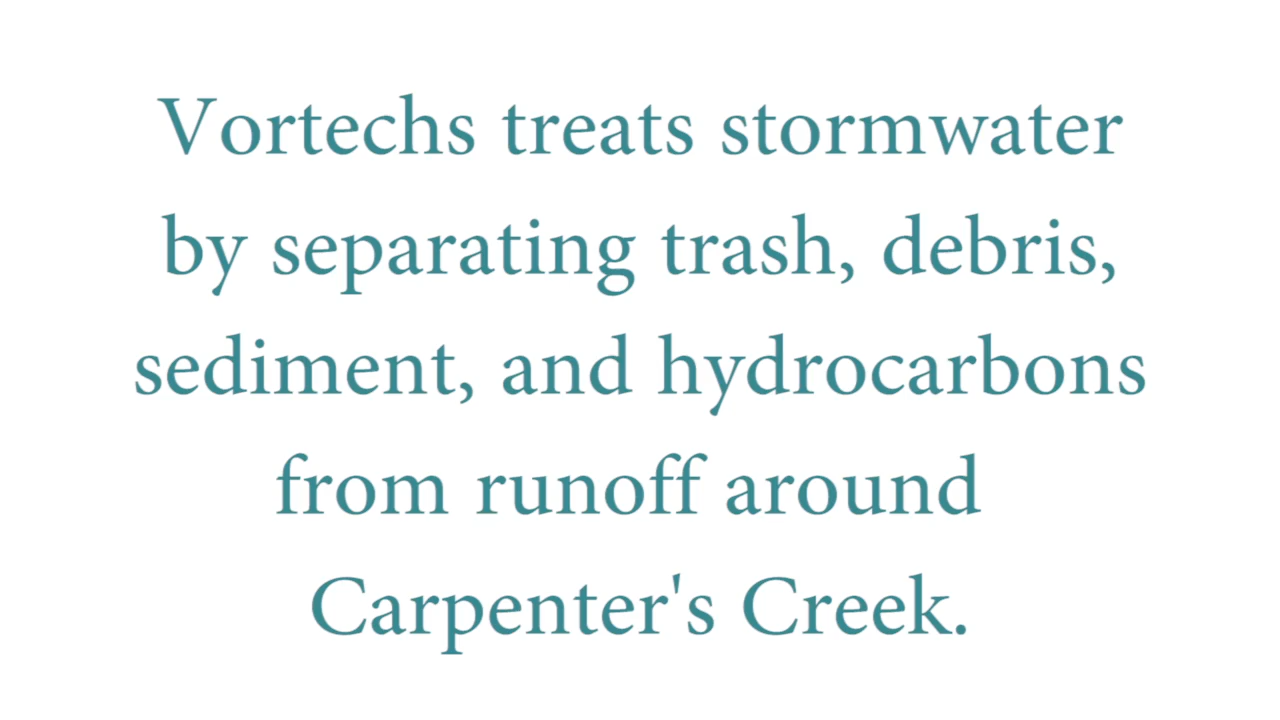 Vortechs treats stormwater
by separating trash, debris,
sediment, and hydrocarbons
from runoff around
Carpenter's Creek.